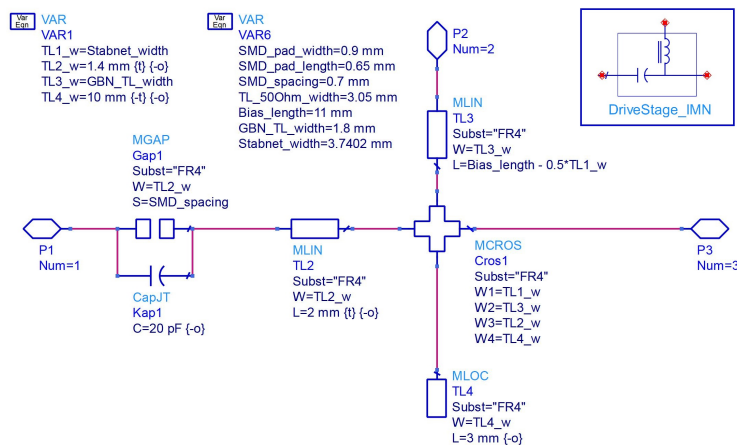 Var
Eqn
VAR
VAR1
TL1_w=Stabnet_width
TL2_w=1.4 mm {t} {-o}
TL3_w=GBN_TL_width
TL4_w=10 mm {-t} {-o}
Var
Eqn
VAR
VAR6
SMD_pad_width=0.9 mm
SMD_pad_length=0.65 mm
SMD_spacing=0.7 mm
TL_50Ohm_width=3.05 mm
Bias_length=11 mm
GBN_TL_width=1.8 mm
Stabnet_width=3.7402 mm
P2
Num=2
DriveStage_IMN
MLIN
TL3
Subst="FR4"
W=TL3_w
L=Bias_length - 0.5*TL1_w
MGAP
Gap1
Subst="FR4"
W=TL2_w
S=SMD_spacing
P1
Num=1
CapJT
Kap1
C=20 pF {-o}
MLIN
TL2
Subst="FR4"
W=TL2_w
L=2 mm {t} {-o}
MCROS
Cros1
Subst="FR4"
W1=TL1_w
W2=TL3_w
W3=TL2_w
W4=TL4_w
P3
Num=3
MLOC
TL4
Subst="FR4"
W=TL4_w
L=3 mm {-o}